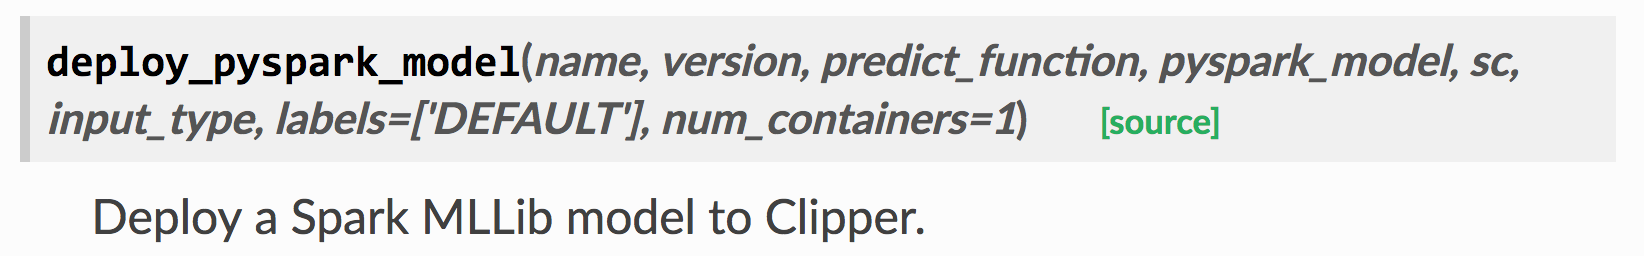 deploy_pyspark_model(name, version, predict_function, pyspark_model, sc,
input_type, labels=['DEFAULT'], num_containers=1) [source]
Deploy a Spark MLLib model to Clipper.